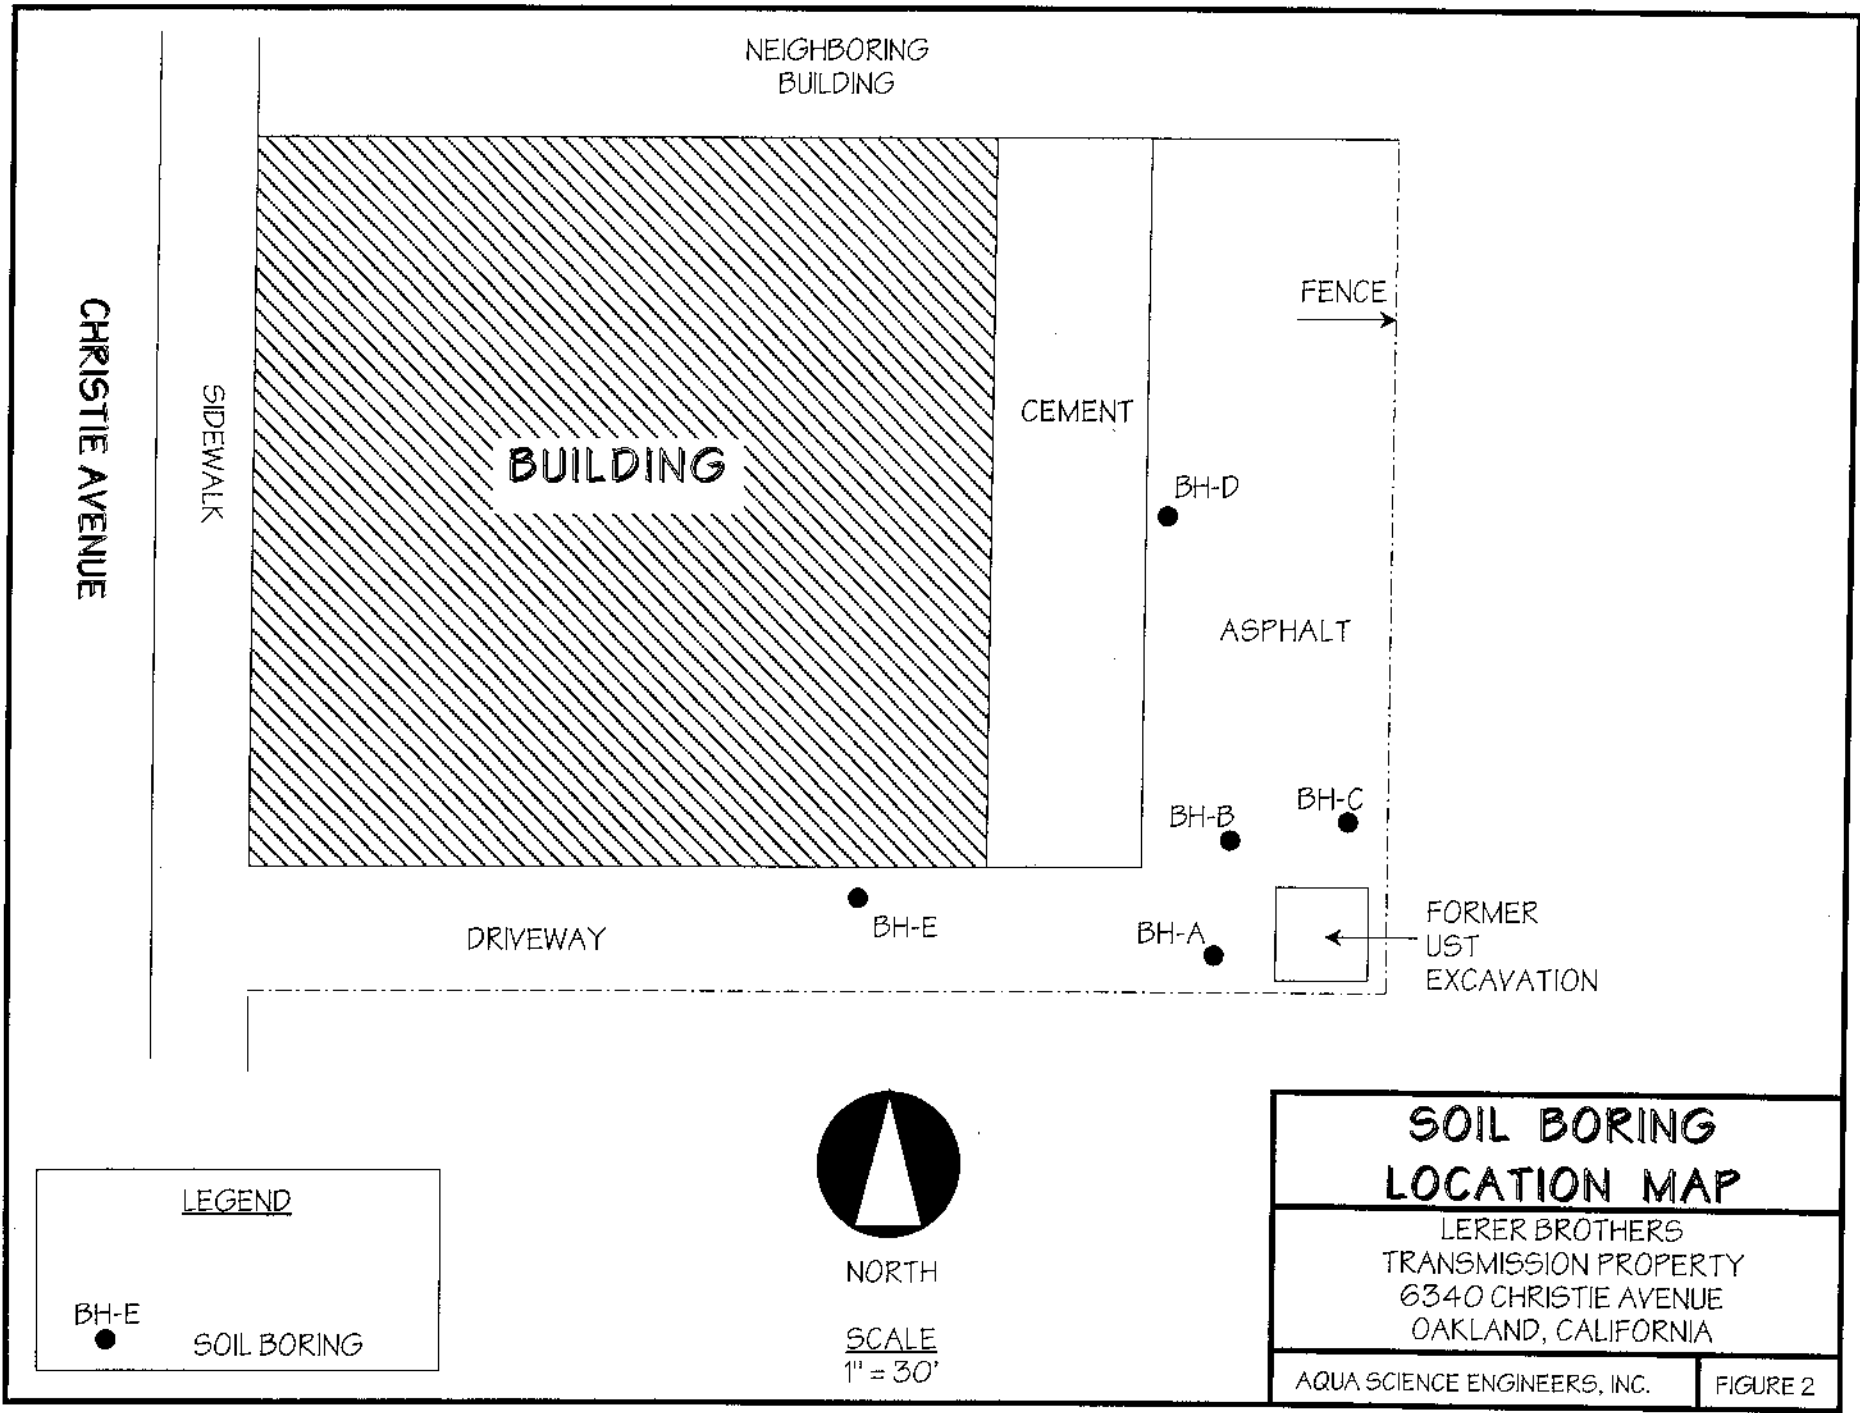 NEIGHBORING
BUILDING
CHRISTIE AVENUE
SIDEWALK
BUILDING
CEMENT
FENCE
BH-D
ASPHALT
BH-C
BH-B
BH-E
BH-A
DRIVEWAY
FORMER
UST
EXCAVATION
LEGEND
BH-E
SOIL BORING
NORTH
SCALE
1" = 30'
SOIL BORING
LOCATION MAP
LERER BROTHERS
TRANSMISSION PROPERTY
6340 CHRISTIE AVENUE
OAKLAND, CALIFORNIA
AQUA SCIENCE ENGINEERS, INC.
FIGURE 2